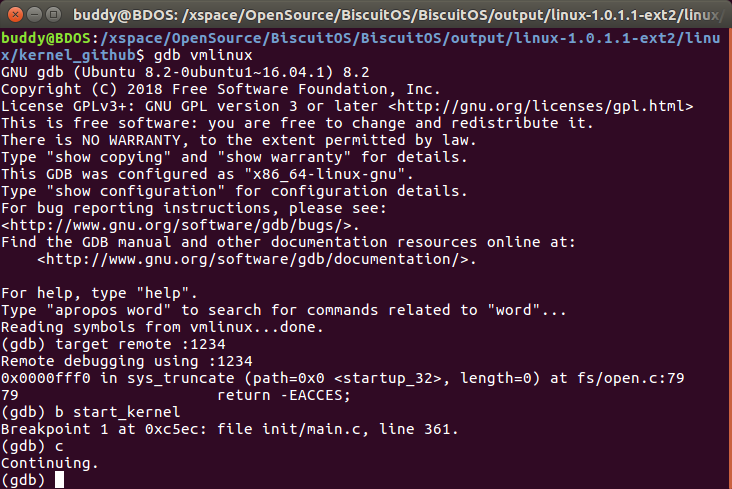 buddy@BDOS: /xspace/OpenSource/BiscuitOS/BiscuitOS/output/linux-1.0.1.1-ext2/linux/
buddy@BDOS:/xspace/OpenSource/BiscuitOS/BiscuitOS/output/linux-1.0.1.1-ext2/linu
x/kernel_github$ gdb vmlinux
GNU gdb (Ubuntu 8.2-0ubuntu1~16.04.1) 8.2
Copyright (C) 2018 Free Software Foundation, Inc.
License GPLv3+: GNU GPL version 3 or later <http://gnu.org/licenses/gpl.html>
This is free software: you are free to change and redistribute it.
There is NO WARRANTY, to the extent permitted by law.
Type "show copying" and "show warranty" for details.
This GDB was configured as "x86_64-linux-gnu".
Type "show configuration" for configuration details.
For bug reporting instructions, please see:
<http://www.gnu.org/software/gdb/bugs/>.
Find the GDB manual and other documentation resources online at:
    <http://www.gnu.org/software/gdb/documentation/>.
For help, type "help".
Type "apropos word" to search for commands related to "word"...
Reading symbols from vmlinux...done.
(gdb) target remote :1234
Remote debugging using :1234
0x0000fff0 in sys_truncate (path=0x0 <startup_32>, length=0) at fs/open.c:79
79                      return -EACCES;
(gdb) b start_kernel
Breakpoint 1 at 0xc5ec: file init/main.c, line 361.
(gdb) c
Continuing.
(gdb)